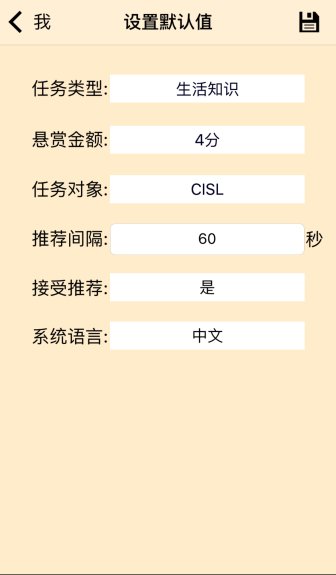 我 设置默认值
任务类型: 生活知识
悬赏金额: 4分
任务对象: CISL
推荐间隔: 60 秒
接受推荐: 是
系统语言: 中文